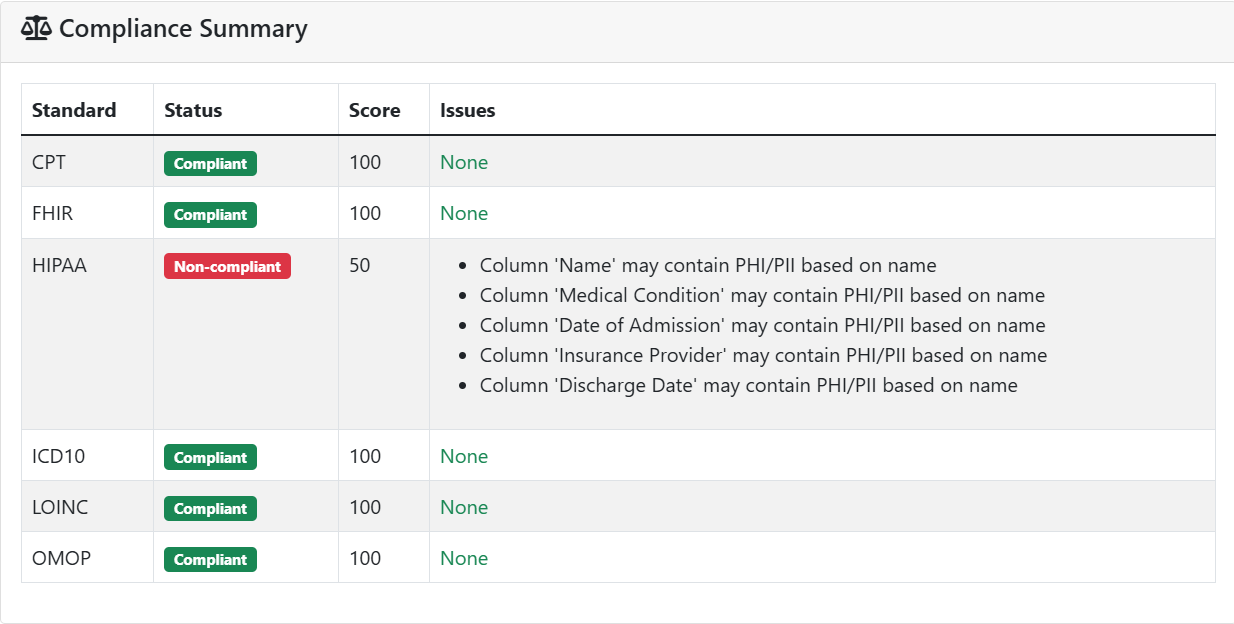 Compliance Summary
Standard Status Score Issues
CPT Compliant 100 None
FHIR Compliant 100 None
HIPAA Non-compliant 50
• Column 'Name' may contain PHI/PII based on name
• Column 'Medical Condition' may contain PHI/PII based on name
• Column 'Date of Admission' may contain PHI/PII based on name
• Column 'Insurance Provider' may contain PHI/PII based on name
• Column 'Discharge Date' may contain PHI/PII based on name
ICD10 Compliant 100 None
LOINC Compliant 100 None
OMOP Compliant 100 None